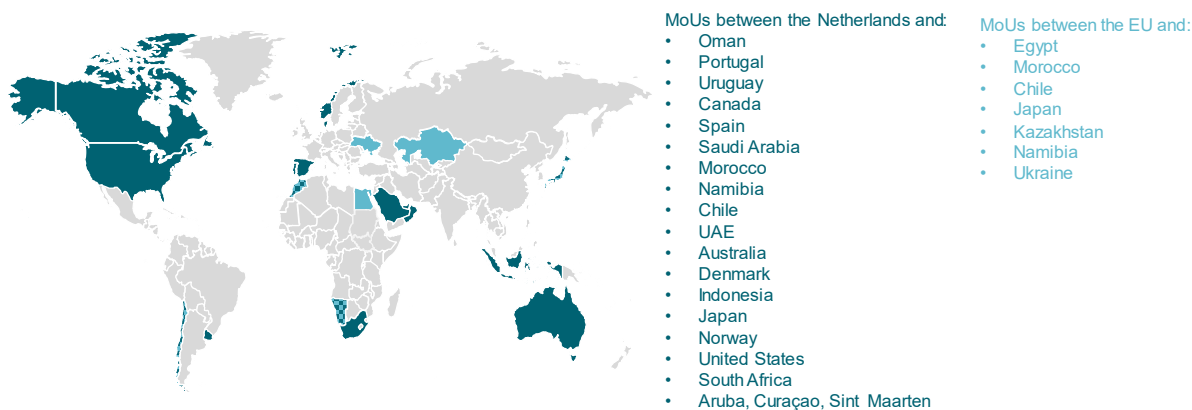 MoUs between the Netherlands and:
• Oman
• Portugal
• Uruguay
• Canada
• Spain
• Saudi Arabia
• Morocco
• Namibia
• Chile
• UAE
• Australia
• Denmark
• Indonesia
• Japan
• Norway
• United States
• South Africa
• Aruba, Curaçao, Sint Maarten
MoUs between the EU and:
• Egypt
• Morocco
• Chile
• Japan
• Kazakhstan
• Namibia
• Ukraine